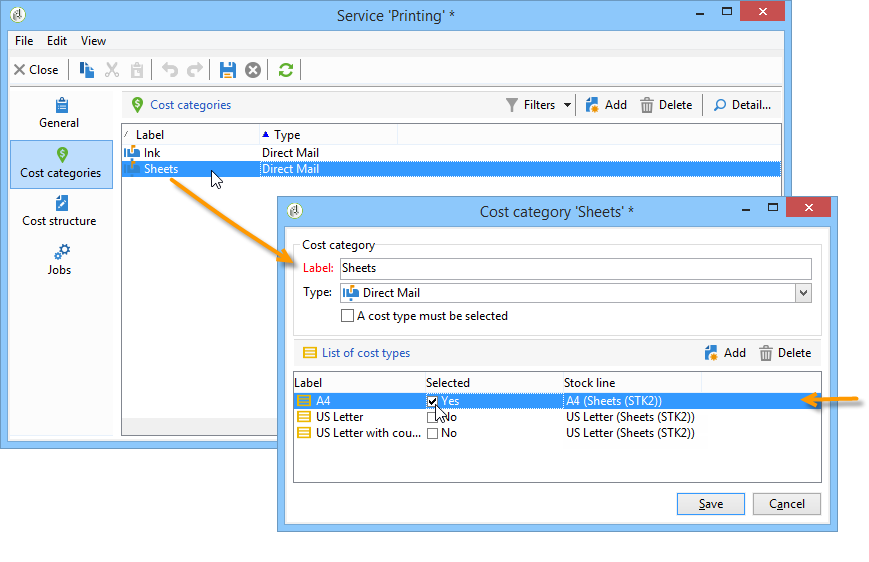 Service 'Printing' *
File Edit View
Close
General
Cost categories
Cost structure
Jobs
Cost categories Filters Add Delete Detail...
Label Type
Ink Direct Mail
Sheets Direct Mail
Cost category 'Sheets' *
Cost category
Label: Sheets
Type: Direct Mail
A cost type must be selected
List of cost types Add Delete
Label Selected Stock line
A4 Yes A4 (Sheets (STK2))
US Letter No US Letter (Sheets (STK2))
US Letter with cou... No US Letter (Sheets (STK2))
Save Cancel